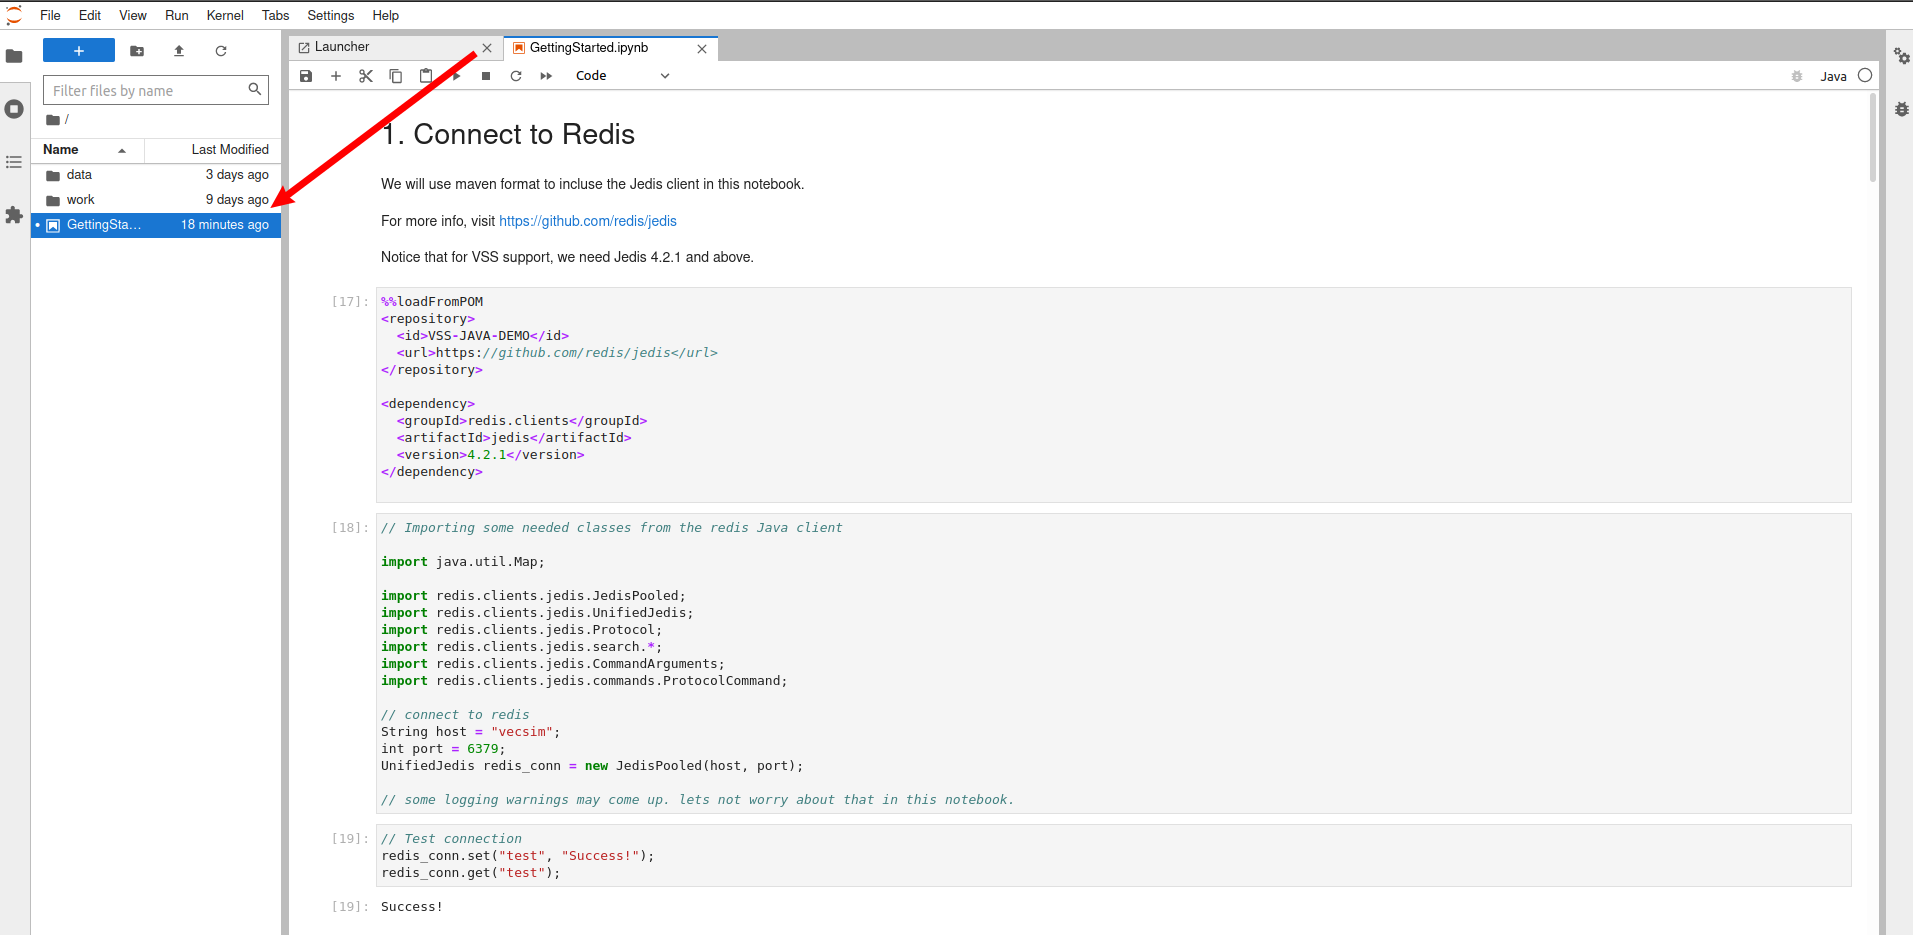 File Edit View Run Kernel Tabs Settings Help
+
Filter files by name
/
Name Last Modified
data 3 days ago
work 9 days ago
GettingSta… 18 minutes ago
Launcher
GettingStarted.ipynb
Code
Java
1. Connect to Redis
We will use maven format to incluse the Jedis client in this notebook.
For more info, visit https://github.com/redis/jedis
Notice that for VSS support, we need Jedis 4.2.1 and above.
[17]:
%%loadFromPOM
<repository>
  <id>VSS-JAVA-DEMO</id>
  <url>https://github.com/redis/jedis</url>
</repository>
<dependency>
  <groupId>redis.clients</groupId>
  <artifactId>jedis</artifactId>
  <version>4.2.1</version>
</dependency>
[18]:
// Importing some needed classes from the redis Java client
import java.util.Map;
import redis.clients.jedis.JedisPooled;
import redis.clients.jedis.UnifiedJedis;
import redis.clients.jedis.Protocol;
import redis.clients.jedis.search.*;
import redis.clients.jedis.CommandArguments;
import redis.clients.jedis.commands.ProtocolCommand;
// connect to redis
String host = "vecsim";
int port = 6379;
UnifiedJedis redis_conn = new JedisPooled(host, port);
// some logging warnings may come up. lets not worry about that in this notebook.
[19]:
// Test connection
redis_conn.set("test", "Success!");
redis_conn.get("test");
[19]: Success!